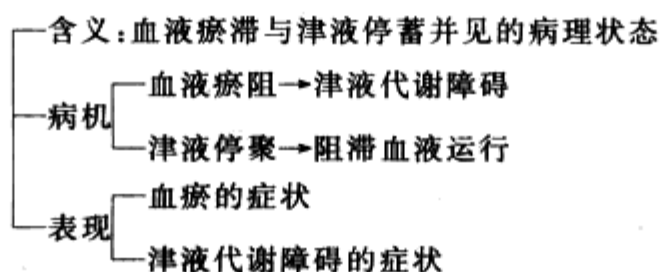 含义:血液瘀滞与津液停蓄并见的病理状态
病机
血液瘀阻→津液代谢障碍
津液停聚→阻滞血液运行
表现
血瘀的症状
津液代谢障碍的症状